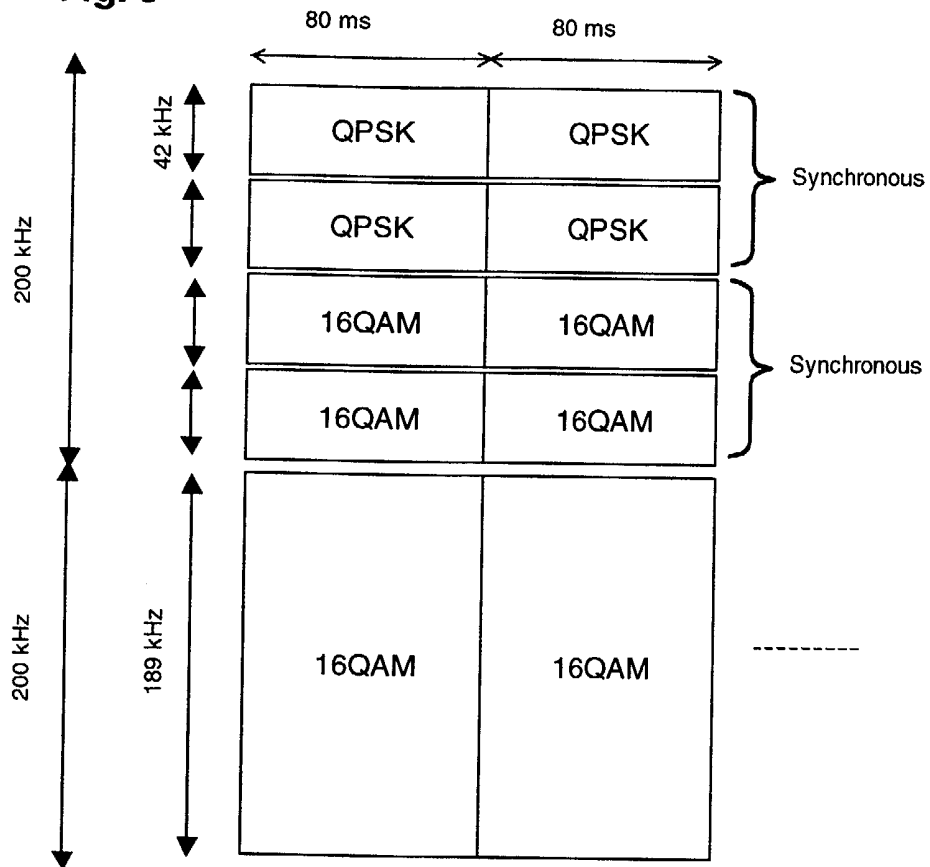 80 ms
80 ms
200 kHz
42 kHz
QPSK
QPSK
Synchronous
QPSK
QPSK
16QAM
16QAM
Synchronous
16QAM
16QAM
200 kHz
189 kHz
16QAM
16QAM